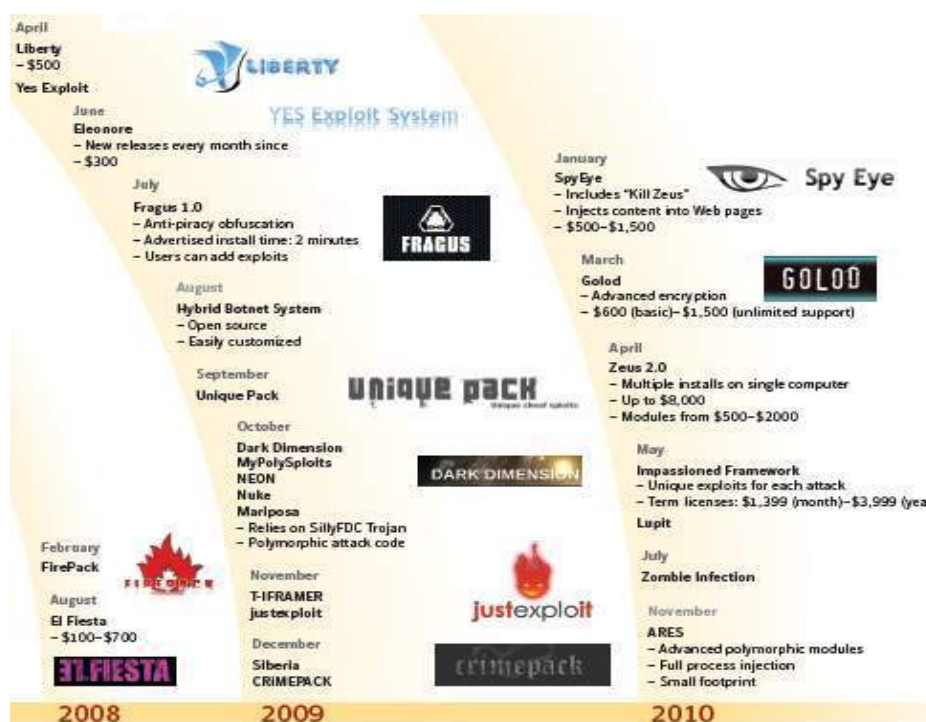 April
Liberty
– $500
Yes Exploit
LIBERTY
YES Exploit System
June
Eleonore
– New releases every month since
– $300
July
Fragus 1.0
– Anti-piracy obfuscation
– Advertised install time: 2 minutes
– Users can add exploits
FRAGUS
August
Hybrid Botnet System
– Open source
– Easily customized
September
Unique Pack
unique pack
October
Dark Dimension
MyPolySploits
NEON
Nuke
Mariposa
– Relies on SillyFDC Trojan
– Polymorphic attack code
DARK DIMENSION
February
FirePack
FIREPACK
August
El Fiesta
– $100–$700
EL FIESTA
November
T-IFRAMER
justexploit
justexploit
December
Siberia
CRIMEPACK
crimepack
January
SpyEye
– Includes "Kill Zeus"
– Injects content into Web pages
– $500–$1,500
Spy Eye
March
Golod
– Advanced encryption
– $600 (basic)–$1,500 (unlimited support)
GOLOD
April
Zeus 2.0
– Multiple installs on single computer
– Up to $8,000
– Modules from $500–$2000
May
Impassioned Framework
– Unique exploits for each attack
– Term licenses: $1,399 (month)–$3,999 (yea
Lupit
July
Zombie Infection
November
ARES
– Advanced polymorphic modules
– Full process injection
– Small footprint
2008
2009
2010